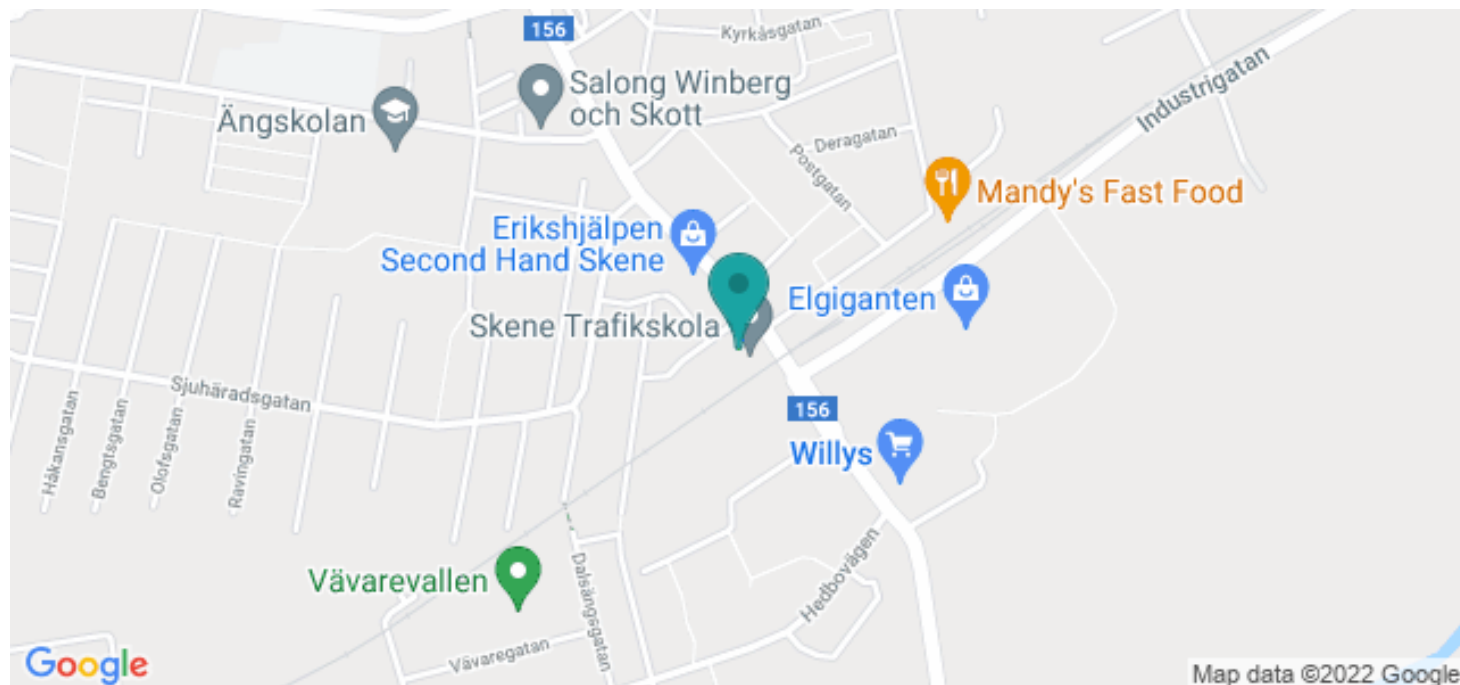 156
Kyrkåsgatan
Industrigatan
Salong Winberg
och Skott
Ängskolan
Deragatan
Postgatan
Mandy's Fast Food
Erikshjälpen
Second Hand Skene
Elgiganten
Skene Trafikskola
Sjuhäradsgatan
156
Håkansgatan
Bengtsgatan
Olofsgatan
Ravingatan
Willys
Vävarevallen
Dalsängsgatan
Hedbovägen
Vävaregatan
Google
Map data ©2022 Google